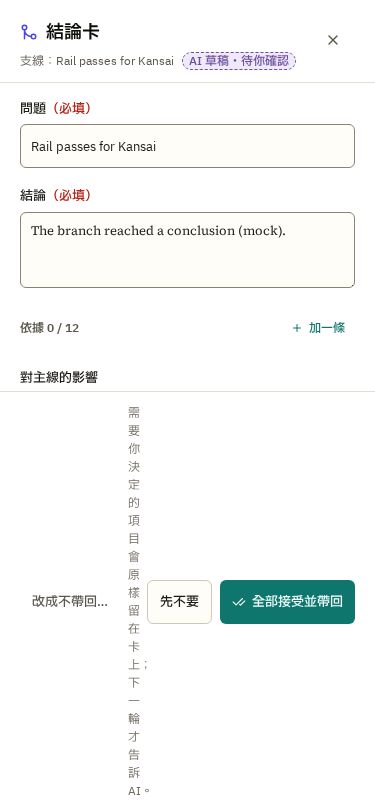 結論卡
支線：Rail passes for Kansai AI 草稿・待你確認
問題（必填）
Rail passes for Kansai
結論（必填）
The branch reached a conclusion (mock).
依據 0 / 12
+ 加一條
對主線的影響
改成不帶回…
需
要
你
決
定
的
項
目
會
原
樣
留
在
卡
上；
下
一
輪
才
告
訴
AI。
先不要
全部接受並帶回